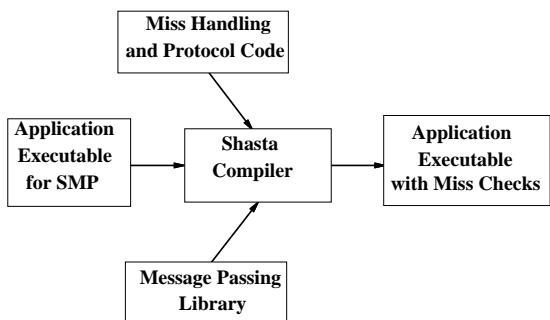 Miss Handling
and Protocol Code
Application
Executable
for SMP
Shasta
Compiler
Application
Executable
with Miss Checks
Message Passing
Library